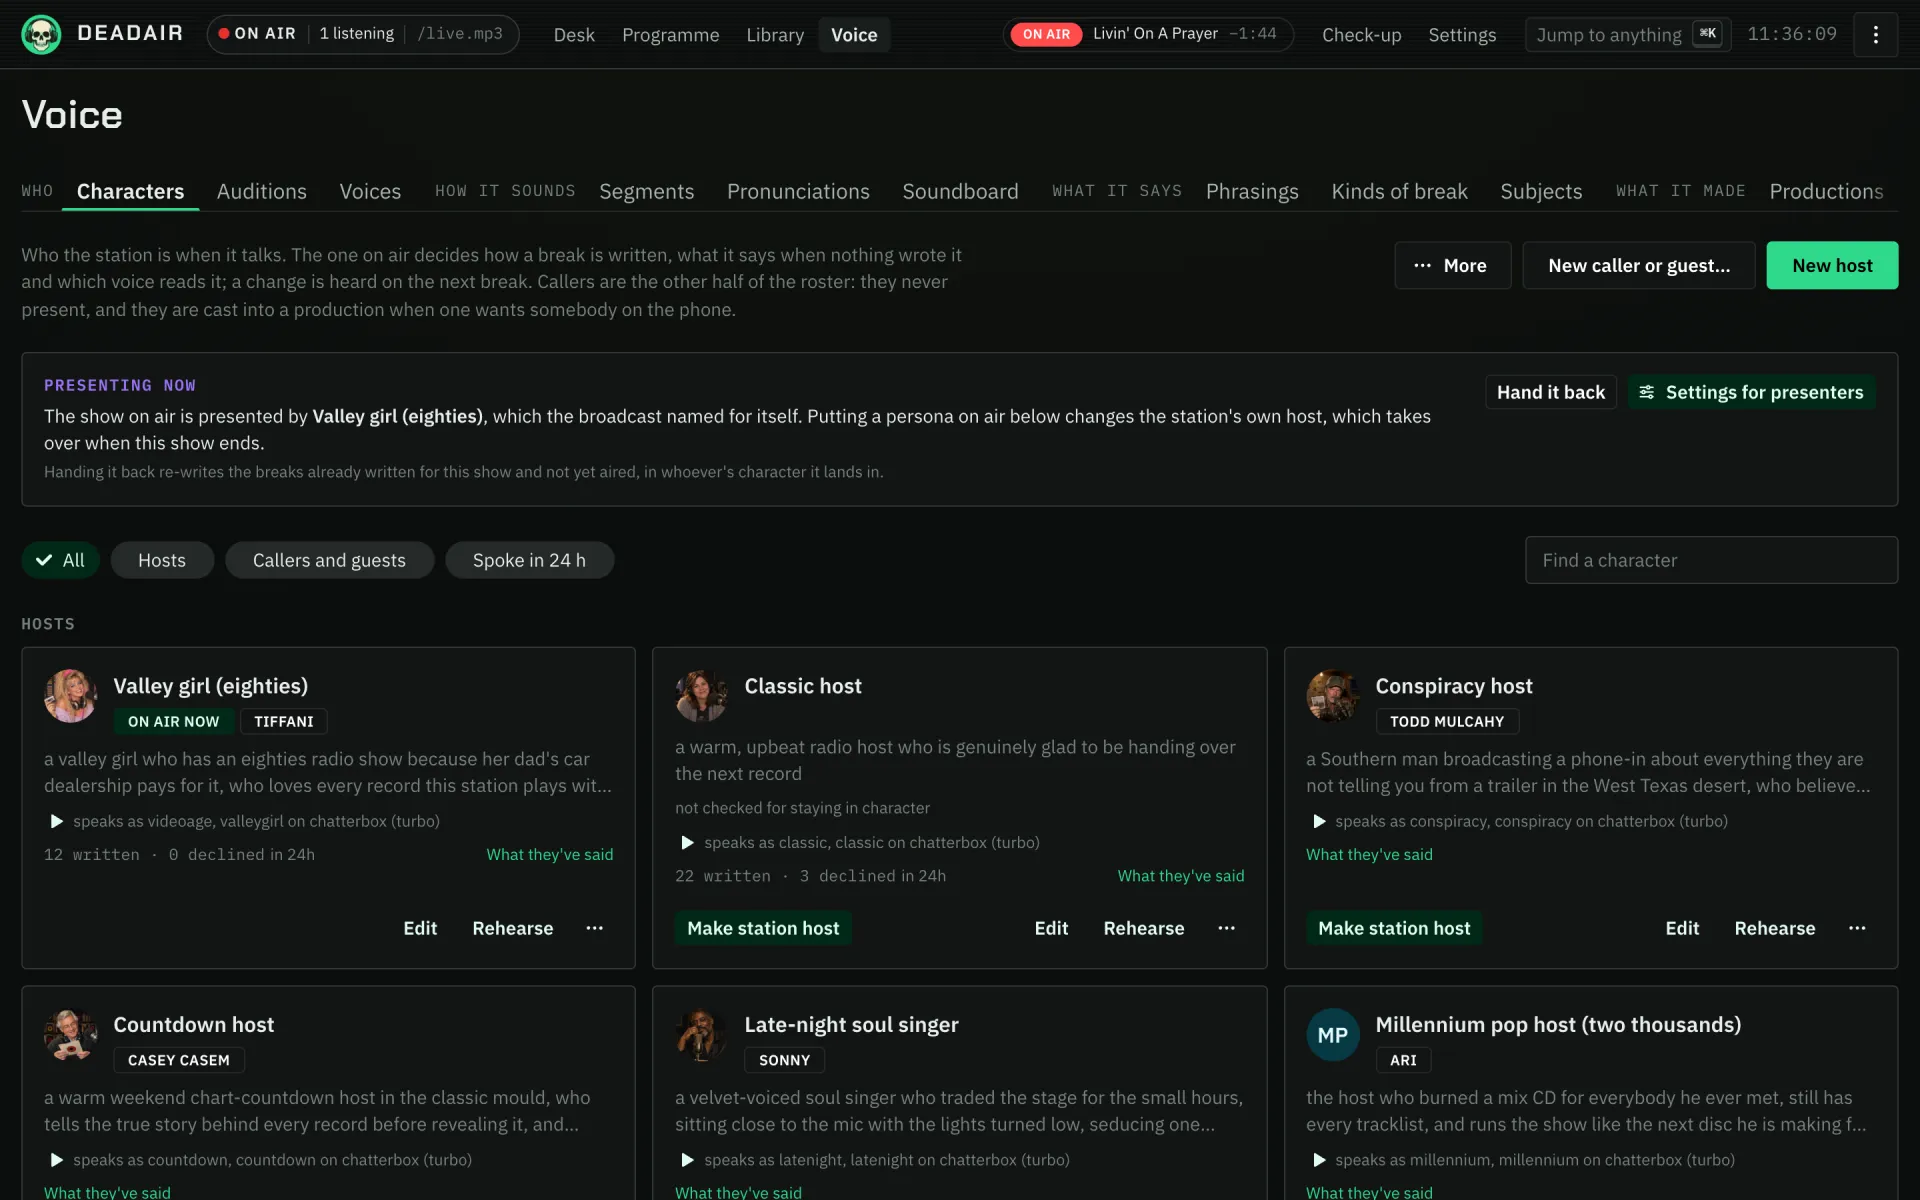 DEADAIR
ON AIR 1 listening /live.mp3
Desk Programme Library Voice
ON AIR Livin' On A Prayer −1:44
Check-up Settings
Jump to anything ⌘K
11:36:09
Voice
WHO Characters Auditions Voices HOW IT SOUNDS Segments Pronunciations Soundboard WHAT IT SAYS Phrasings Kinds of break Subjects WHAT IT MADE Productions
Who the station is when it talks. The one on air decides how a break is written, what it says when nothing wrote it
and which voice reads it; a change is heard on the next break. Callers are the other half of the roster: they never
present, and they are cast into a production when one wants somebody on the phone.
··· More
New caller or guest...
New host
PRESENTING NOW
The show on air is presented by Valley girl (eighties), which the broadcast named for itself. Putting a persona on air below changes the station's own host, which takes
over when this show ends.
Handing it back re-writes the breaks already written for this show and not yet aired, in whoever's character it lands in.
Hand it back
Settings for presenters
All
Hosts
Callers and guests
Spoke in 24 h
Find a character
HOSTS
Valley girl (eighties)
ON AIR NOW TIFFANI
a valley girl who has an eighties radio show because her dad's car
dealership pays for it, who loves every record this station plays wit...
speaks as videoage, valleygirl on chatterbox (turbo)
12 written · 0 declined in 24h What they've said
Edit Rehearse ···
Classic host
a warm, upbeat radio host who is genuinely glad to be handing over
the next record
not checked for staying in character
speaks as classic, classic on chatterbox (turbo)
22 written · 3 declined in 24h What they've said
Make station host Edit Rehearse ···
Conspiracy host
TODD MULCAHY
a Southern man broadcasting a phone-in about everything they are
not telling you from a trailer in the West Texas desert, who believe...
speaks as conspiracy, conspiracy on chatterbox (turbo)
What they've said
Make station host Edit Rehearse ···
Countdown host
CASEY CASEM
a warm weekend chart-countdown host in the classic mould, who
tells the true story behind every record before revealing it, and...
speaks as countdown, countdown on chatterbox (turbo)
What they've said
Late-night soul singer
SONNY
a velvet-voiced soul singer who traded the stage for the small hours,
sitting close to the mic with the lights turned low, seducing one...
speaks as latenight, latenight on chatterbox (turbo)
What they've said
MP
Millennium pop host (two thousands)
ARI
the host who burned a mix CD for everybody he ever met, still has
every tracklist, and runs the show like the next disc he is making f...
speaks as millennium, millennium on chatterbox (turbo)
What they've said